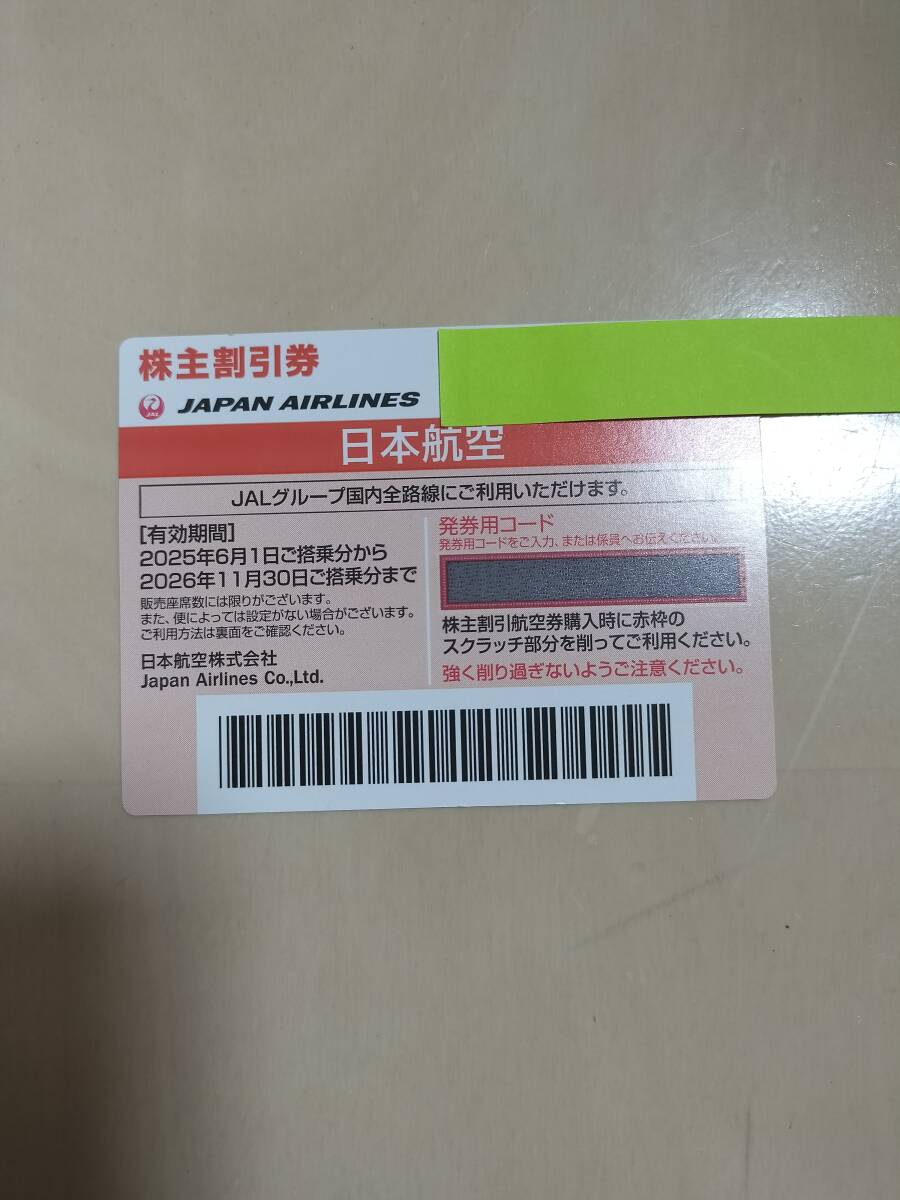 株主割引券
JAL JAPAN AIRLINES
日本航空
JALグループ国内全路線にご利用いただけます。
[有効期間]
2025年6月1日ご搭乗分から
2026年11月30日ご搭乗分まで
販売座席数には限りがございます。
また、便によっては設定がない場合がございます。
ご利用方法は裏面をご確認ください。
日本航空株式会社
Japan Airlines Co.,Ltd.
発券用コード
発券用コードをご入力、または係員へお伝えください。
株主割引航空券購入時に赤枠の
スクラッチ部分を削ってご利用ください。
強く削り過ぎないようご注意ください。